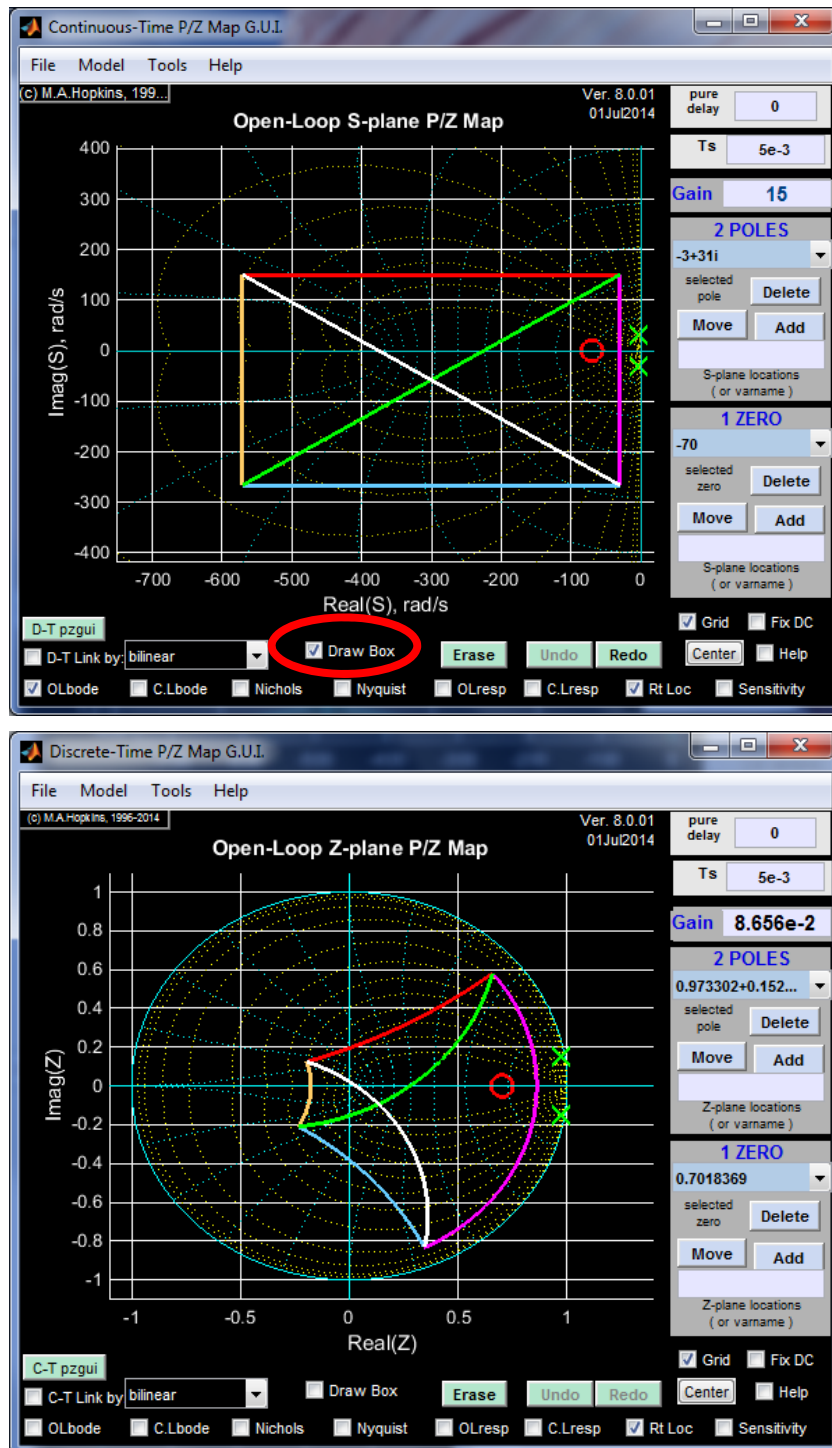 Continuous-Time P/Z Map G.U.I.
File Model Tools Help
(c) M.A.Hopkins, 199...
Ver. 8.0.01
01Jul2014
Open-Loop S-plane P/Z Map
400
300
200
100
0
-100
-200
-300
-400
Imag(S), rad/s
-700 -600 -500 -400 -300 -200 -100 0
Real(S), rad/s
pure delay 0
Ts 5e-3
Gain 15
2 POLES
-3+31i
selected pole Delete
Move Add
S-plane locations
( or varname )
1 ZERO
-70
selected zero Delete
Move Add
S-plane locations
( or varname )
Grid Fix DC
D-T pzgui
D-T Link by: bilinear Draw Box Erase Undo Redo Center Help
OLbode C.Lbode Nichols Nyquist OLresp C.Lresp Rt Loc Sensitivity
Discrete-Time P/Z Map G.U.I.
File Model Tools Help
(c) M.A.Hopkins, 1996-2014
Ver. 8.0.01
01Jul2014
Open-Loop Z-plane P/Z Map
1
0.8
0.6
0.4
0.2
0
-0.2
-0.4
-0.6
-0.8
-1
Imag(Z)
-1 -0.5 0 0.5 1
Real(Z)
pure delay 0
Ts 5e-3
Gain 8.656e-2
2 POLES
0.973302+0.152...
selected pole Delete
Move Add
Z-plane locations
( or varname )
1 ZERO
0.7018369
selected zero Delete
Move Add
Z-plane locations
( or varname )
Grid Fix DC
C-T pzgui
C-T Link by bilinear Draw Box Erase Undo Redo Center Help
OLbode C.Lbode Nichols Nyquist OLresp C.Lresp Rt Loc Sensitivity